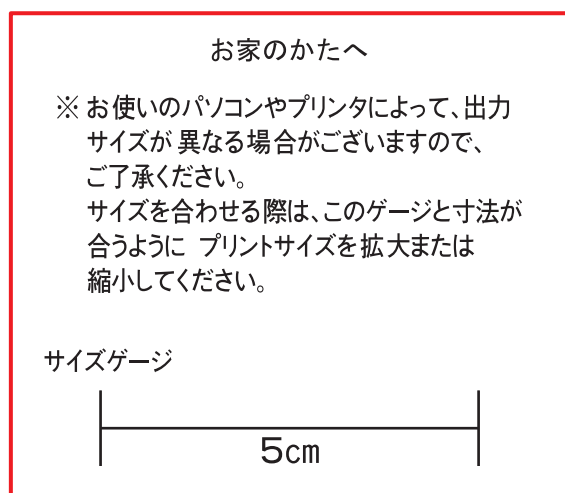 お家のかたへ
※ お使いのパソコンやプリンタによって、出力
サイズが 異なる場合がございますので、
ご了承ください。
サイズを合わせる際は、このゲージと寸法が
合うように プリントサイズを拡大または
縮小してください。
サイズゲージ
5cm